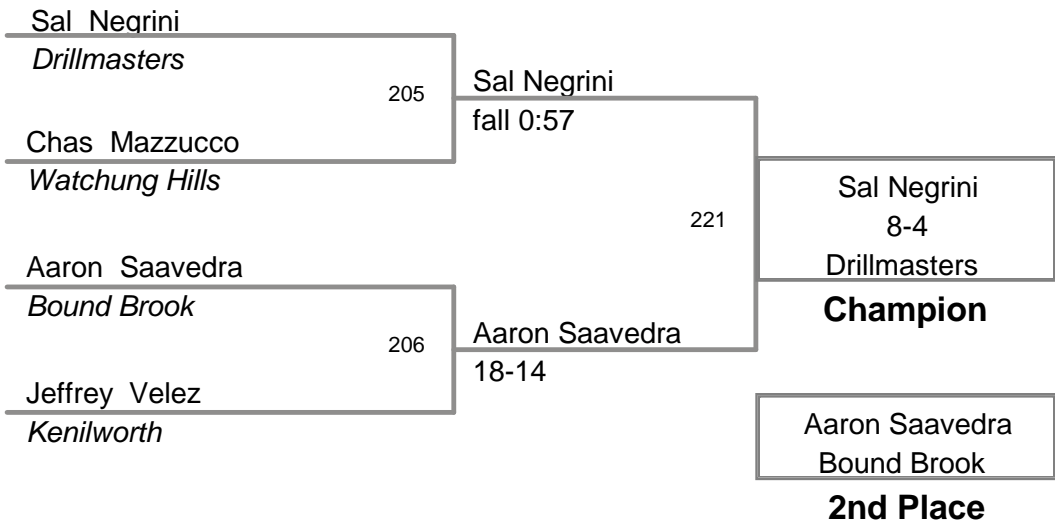 Sal Negrini
Drillmasters
205
Sal Negrini
fall 0:57
Chas Mazzucco
Watchung Hills
221
Sal Negrini
8-4
Drillmasters
Champion
Aaron Saavedra
Bound Brook
206
Aaron Saavedra
18-14
Jeffrey Velez
Kenilworth
Aaron Saavedra
Bound Brook
2nd Place